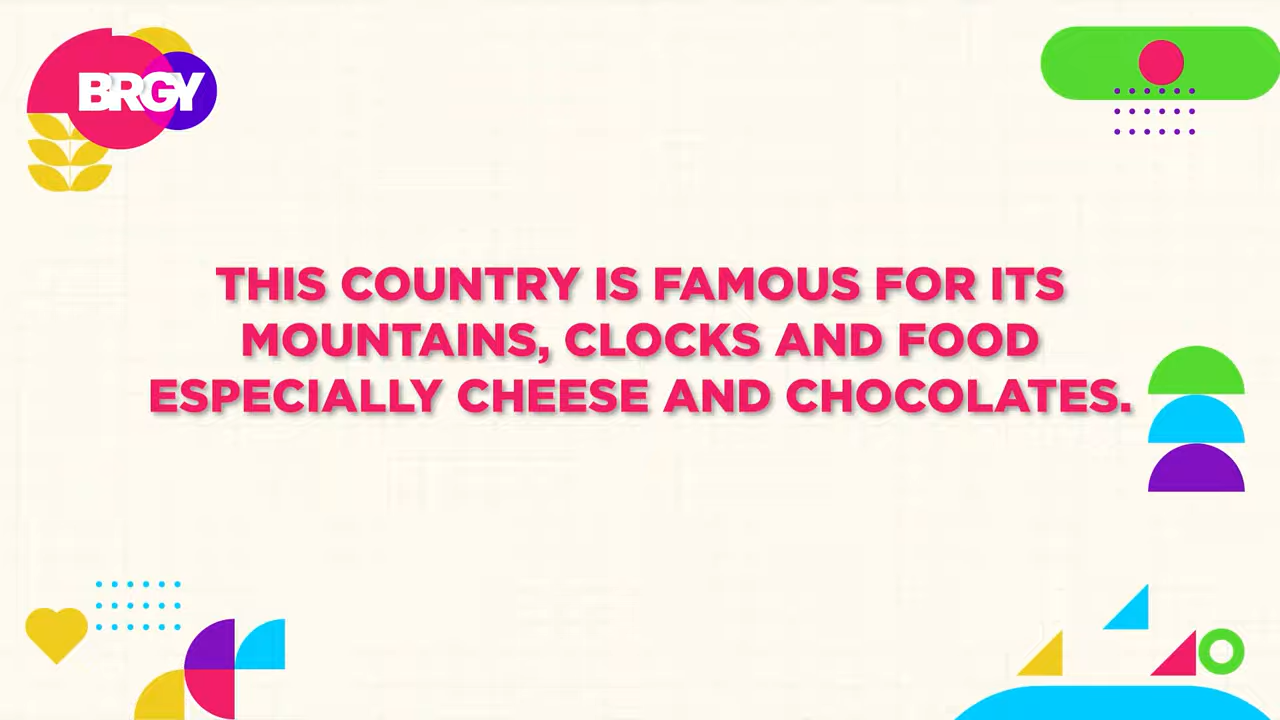 BRGY
THIS COUNTRY IS FAMOUS FOR ITS
MOUNTAINS, CLOCKS AND FOOD
ESPECIALLY CHEESE AND CHOCOLATES.